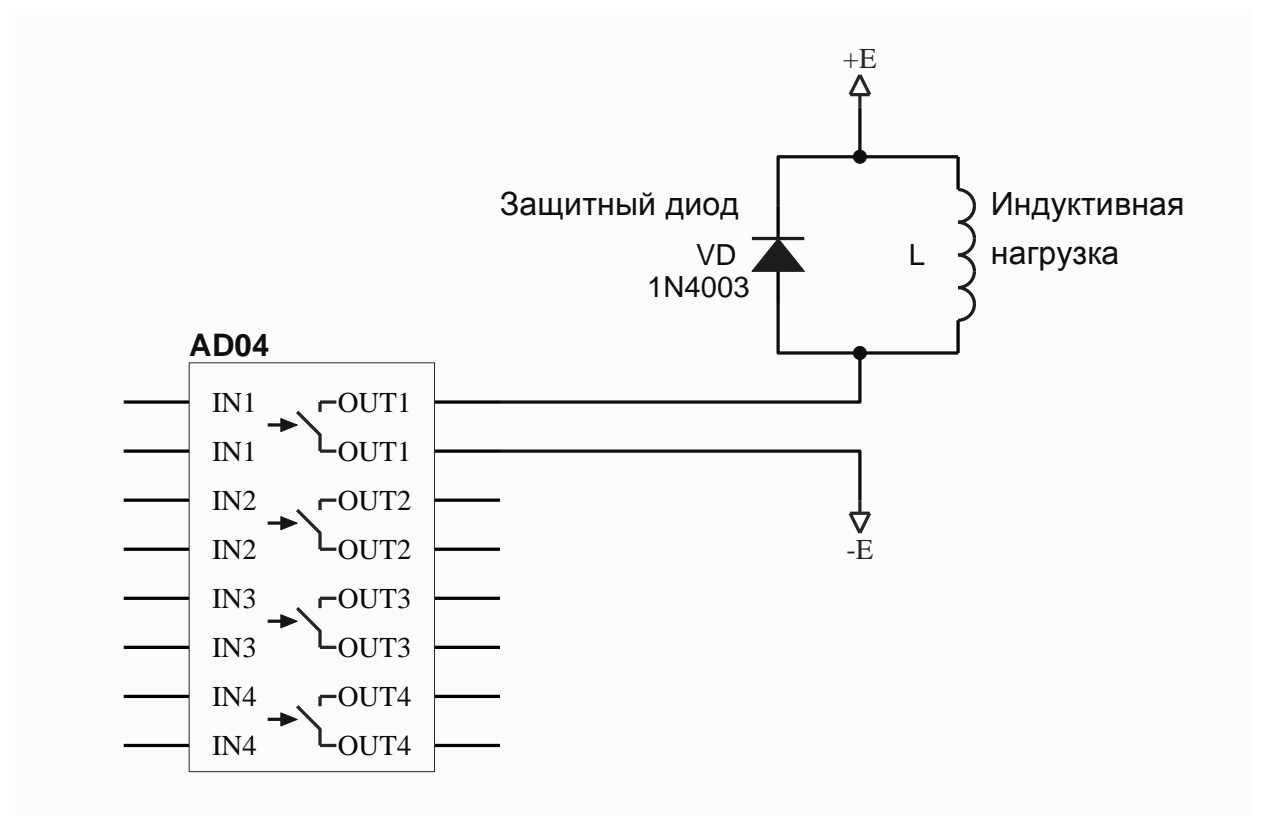 +E
Защитный диод
Индуктивная
VD
L
нагрузка
1N4003
AD04
IN1
OUT1
IN1
OUT1
IN2
OUT2
IN2
OUT2
-E
IN3
OUT3
IN3
OUT3
IN4
OUT4
IN4
OUT4